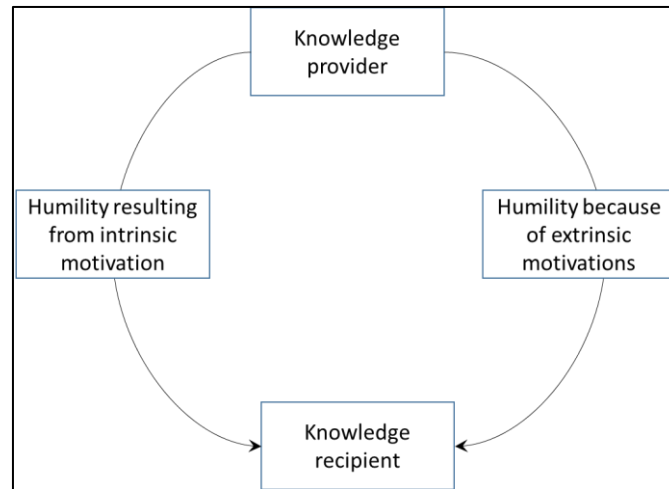 Knowledge
provider
Humility resulting
from intrinsic
motivation
Humility because
of extrinsic
motivations
Knowledge
recipient